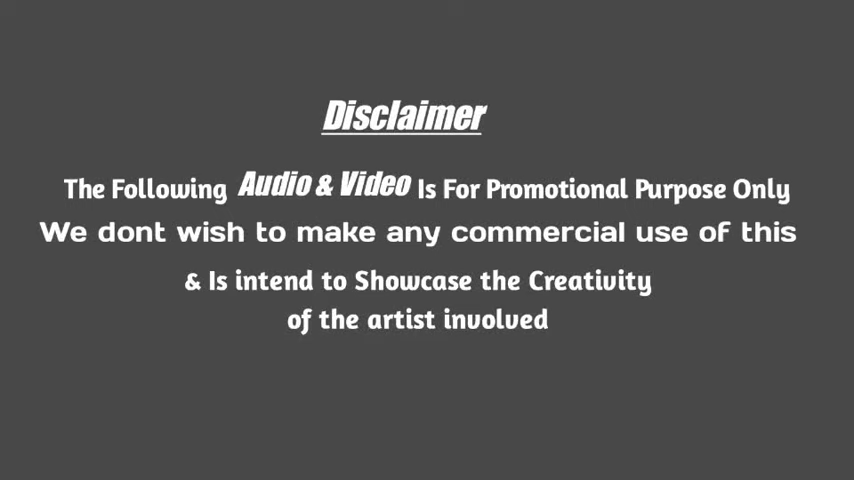 Disclaimer
The Following Audio & Video Is For Promotional Purpose Only
We dont wish to make any commercial use of this
& Is intend to Showcase the Creativity
of the artist involved